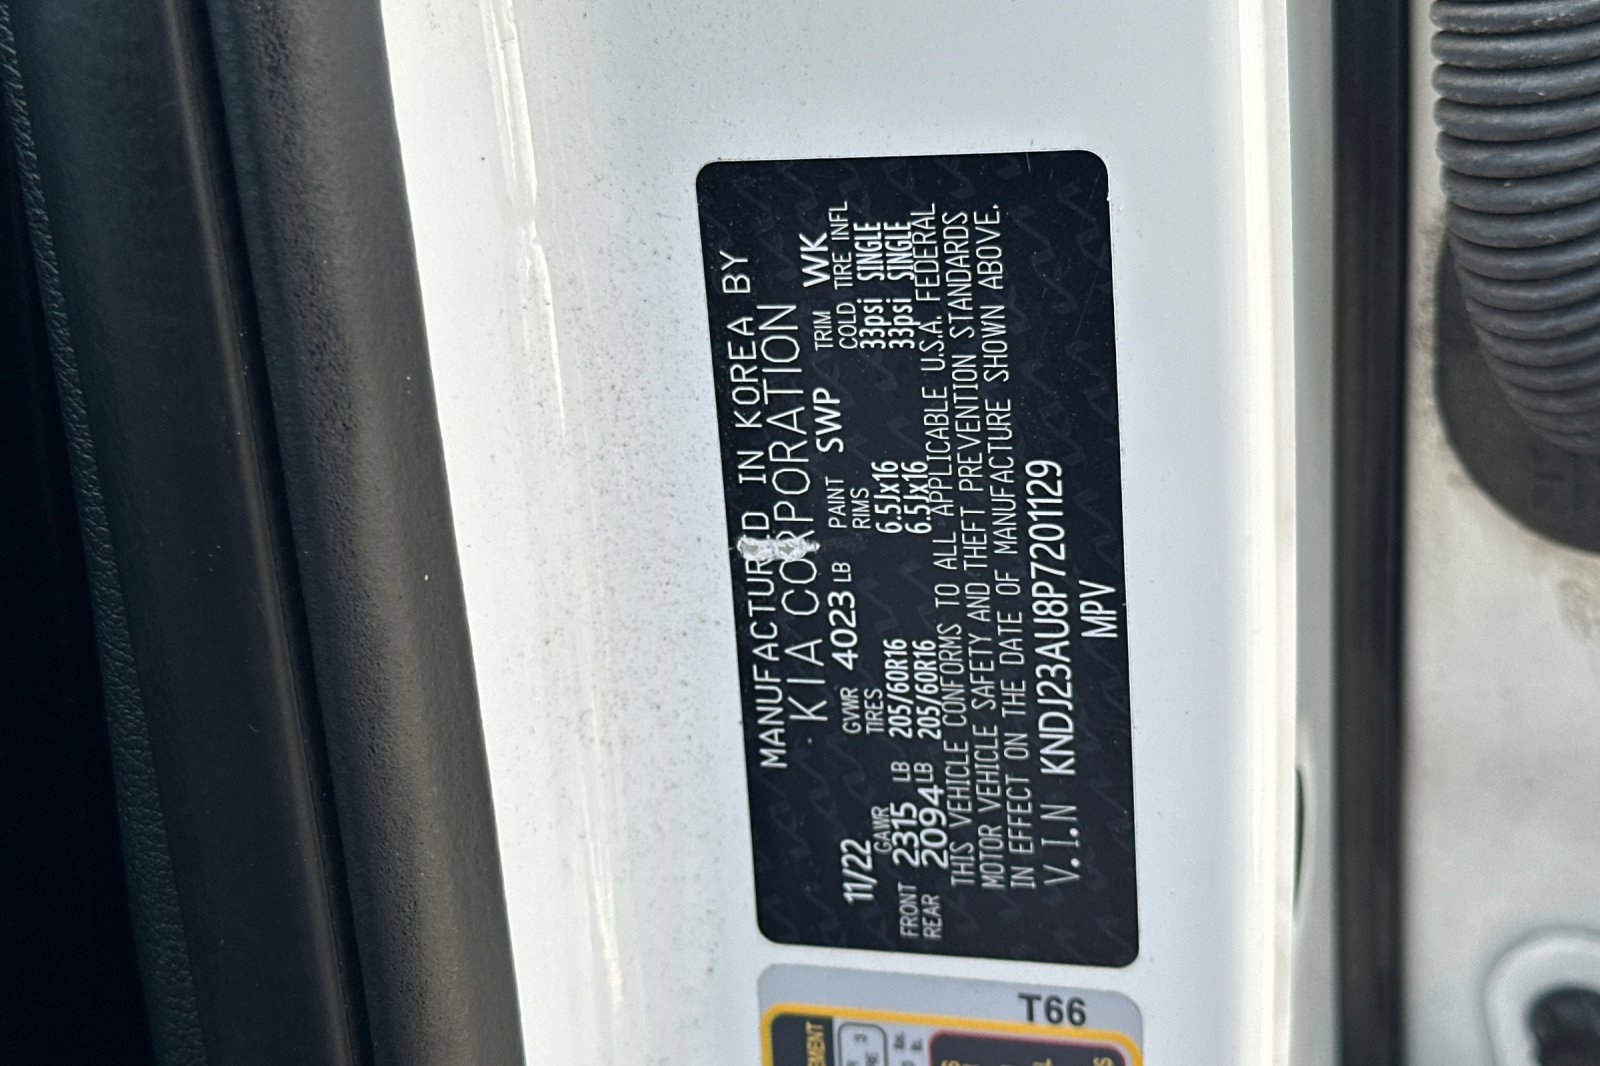 MANUFACTURED IN KOREA BY
KIA CORPORATION
11/22 GVWR 4023 LB PAINT SWP TRIM WK
GAWR TIRES RIMS COLD TIRE INFL
FRONT 2315 LB 205/60R16 6.5Jx16 33psi SINGLE
REAR 2094 LB 205/60R16 6.5Jx16 33psi SINGLE
THIS VEHICLE CONFORMS TO ALL APPLICABLE U.S.A. FEDERAL
MOTOR VEHICLE SAFETY AND THEFT PREVENTION STANDARDS
IN EFFECT ON THE DATE OF MANUFACTURE SHOWN ABOVE.
V.I.N KNDJ23AU8P7201129
MPV
T66